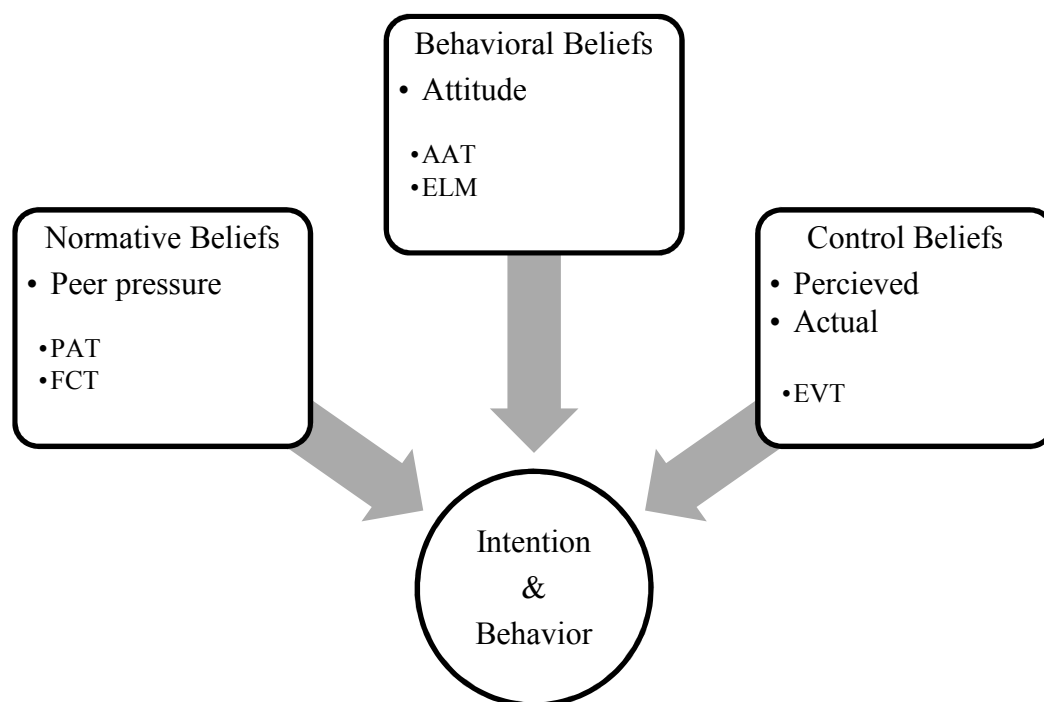 Behavioral Beliefs
• Attitude
•AAT
•ELM
Normative Beliefs
• Peer pressure
•PAT
•FCT
Control Beliefs
• Percieved
• Actual
•EVT
Intention
&
Behavior